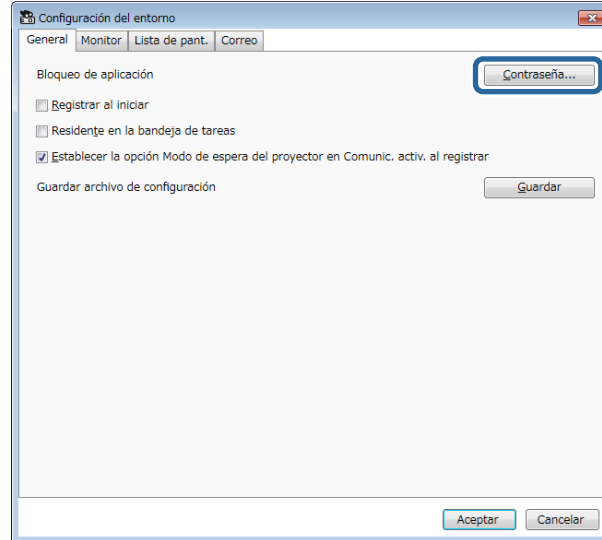 Configuración del entorno
General Monitor Lista de pant. Correo
Bloqueo de aplicación Contraseña...
Registrar al iniciar
Residente en la bandeja de tareas
Establecer la opción Modo de espera del proyector en Comunic. activ. al registrar
Guardar archivo de configuración Guardar
Aceptar Cancelar